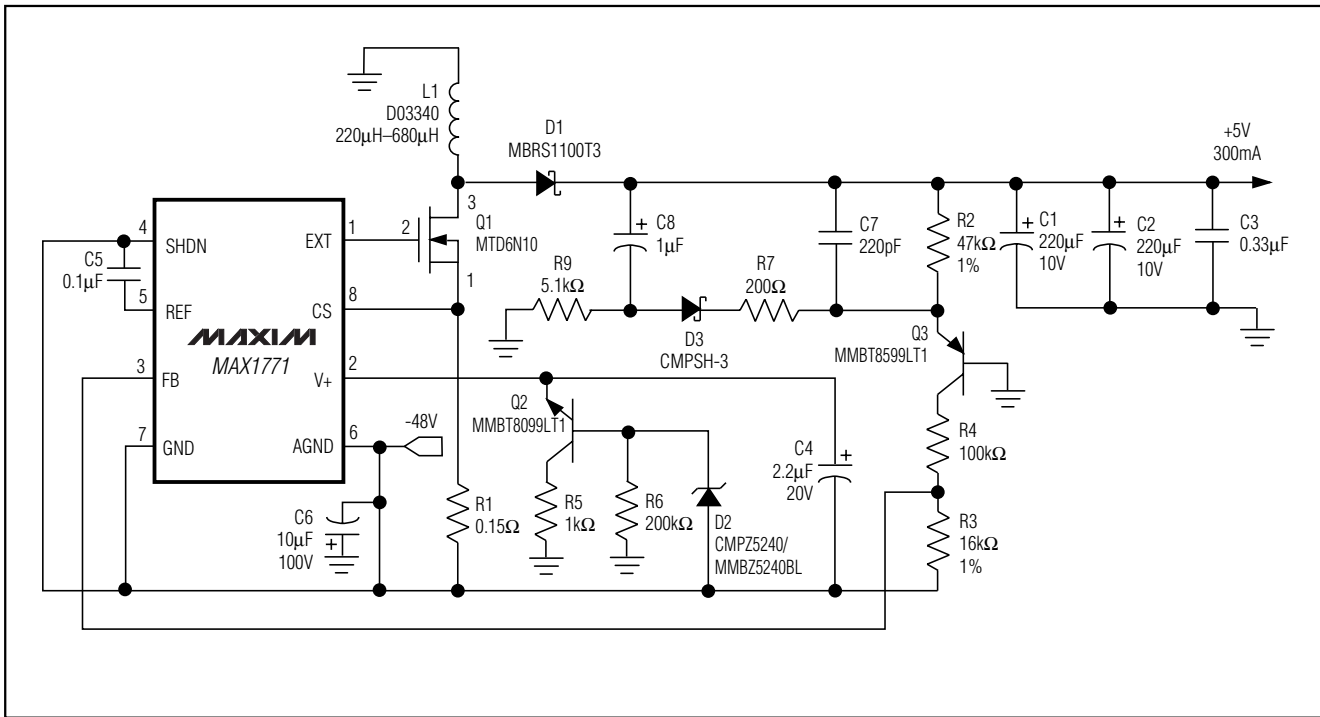 L1
D03340
220µH–680µH
D1
MBRS1100T3
+5V
300mA
4
SHDN
EXT
1
2
3
Q1
MTD6N10
1
C8
1µF
+
C7
220pF
R2
47kΩ
1%
C1
220µF
10V
+
C2
220µF
10V
+
C3
0.33µF
C5
0.1µF
5
REF
CS
8
R9
5.1kΩ
D3
CMPSH-3
R7
200Ω
Q3
MMBT8599LT1
MAXIM
MAX1771
3
FB
V+
2
Q2
MMBT8099LT1
-48V
7
GND
AGND
6
C4
2.2µF
20V
+
R4
100kΩ
C6
10µF
100V
+
R1
0.15Ω
R5
1kΩ
R6
200kΩ
D2
CMPZ5240/
MMBZ5240BL
R3
16kΩ
1%